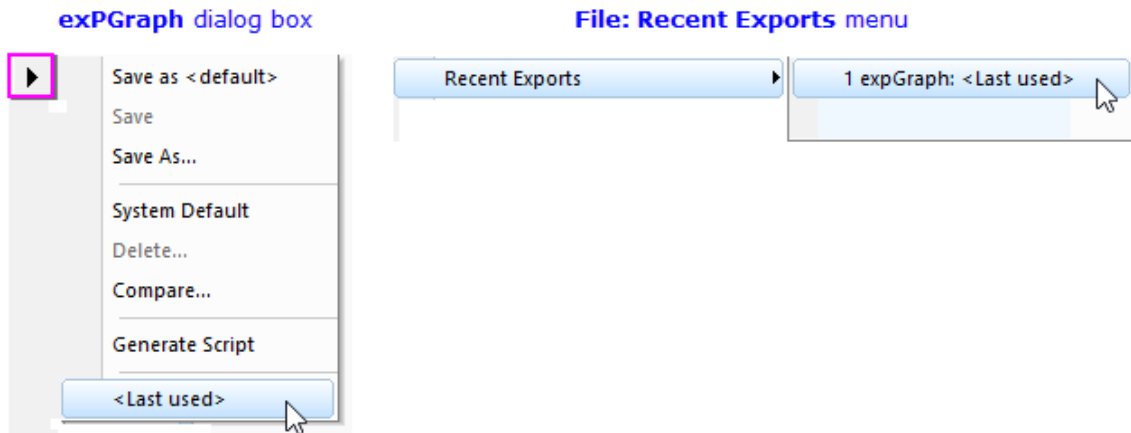 exPGraph dialog box
Save as <default>
Save
Save As...
System Default
Delete...
Compare...
Generate Script
<Last used>
File: Recent Exports menu
Recent Exports
1 expGraph: <Last used>